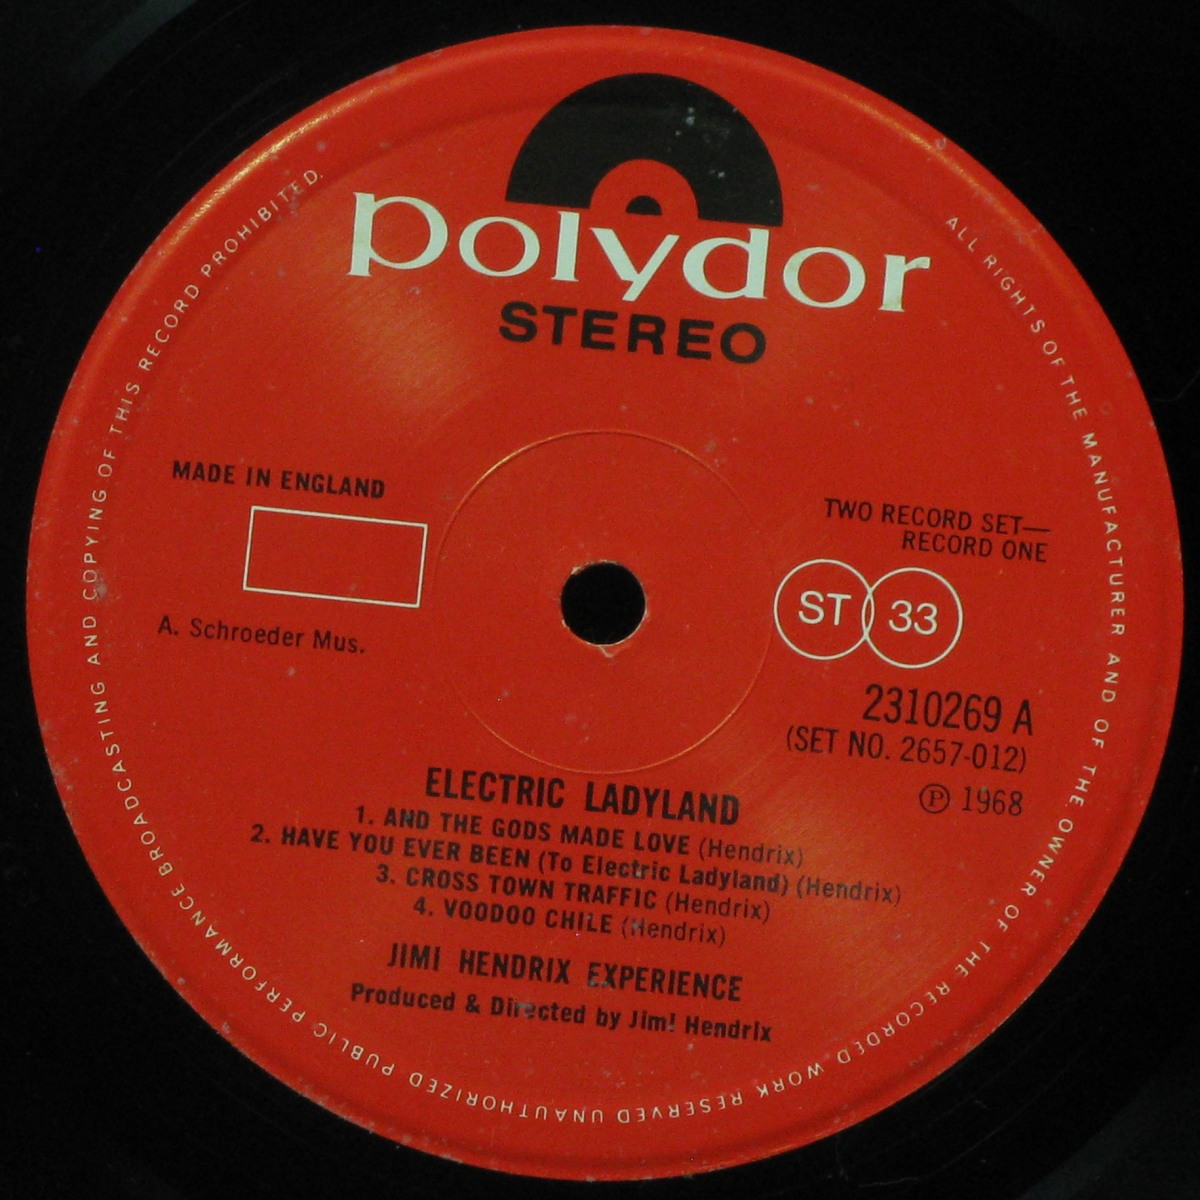 polydor
STEREO
MADE IN ENGLAND
A. Schroeder Mus.
TWO RECORD SET—
RECORD ONE
ST 33
2310269 A
(SET NO. 2657-012)
Ⓟ 1968
ELECTRIC LADYLAND
1. AND THE GODS MADE LOVE (Hendrix)
2. HAVE YOU EVER BEEN (To Electric Ladyland) (Hendrix)
3. CROSS TOWN TRAFFIC (Hendrix)
4. VOODOO CHILE (Hendrix)
JIMI HENDRIX EXPERIENCE
Produced & Directed by Jimi Hendrix
ALL RIGHTS OF THE MANUFACTURER AND OF THE OWNER OF THE RECORDED WORK RESERVED UNAUTHORIZED PUBLIC PERFORMANCE BROADCASTING AND COPYING OF THIS RECORD PROHIBITED.